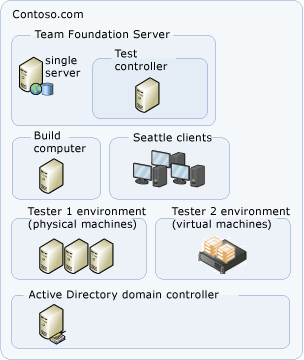 Contoso.com
Team Foundation Server
single
server
Test
controller
Build
computer
Seattle clients
Tester 1 environment
(physical machines)
Tester 2 environment
(virtual machines)
Active Directory domain controller